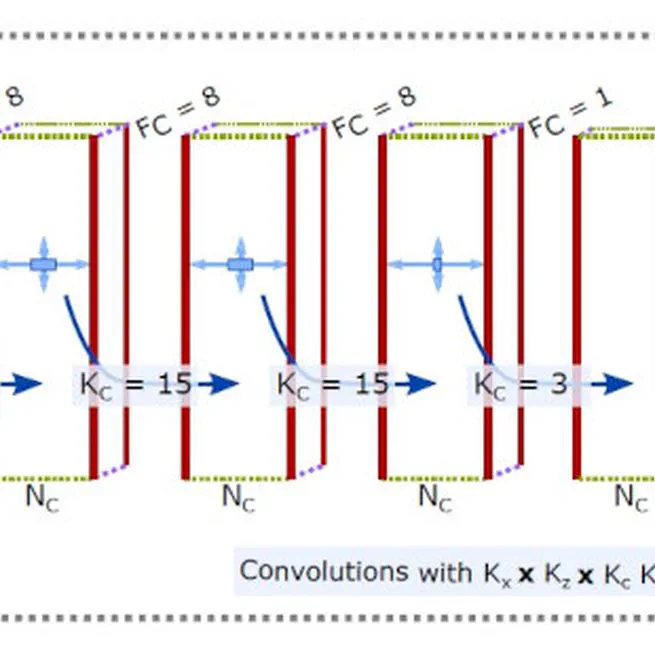 8 FC = 8 FC = 8 FC = 1
K_C = 15 K_C = 15 K_C = 3
N_C N_C N_C N_C
Convolutions with K_x x K_z x K_c K